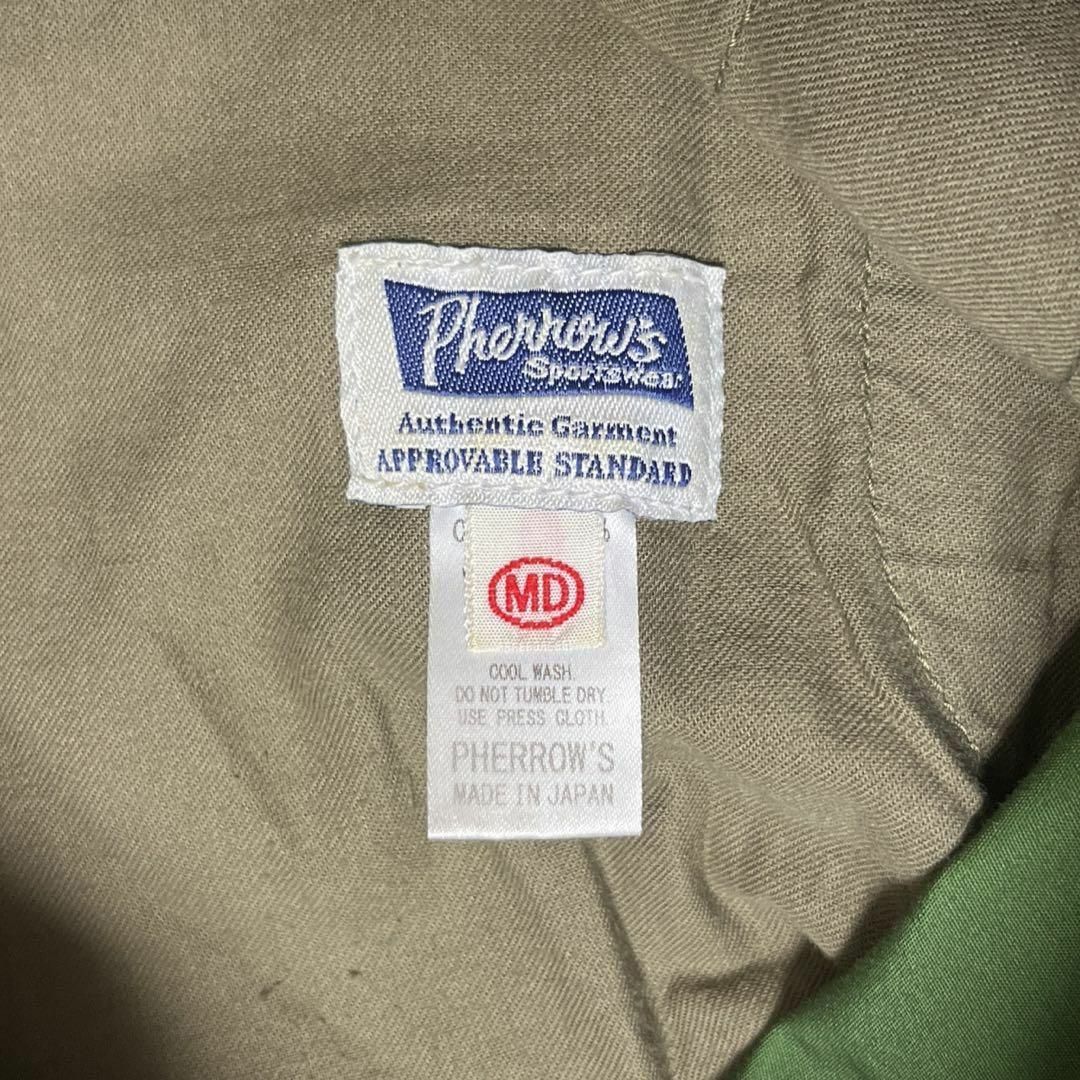 Pherrow's
Sportswear
Authentic Garment
APPROVABLE STANDARD
MD
COOL WASH.
DO NOT TUMBLE DRY.
USE PRESS CLOTH.
PHERROW'S
MADE IN JAPAN